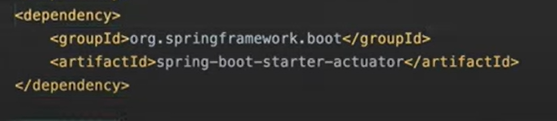 <dependency>
<groupId>org.springframework.boot</groupId>
<artifactId>spring-boot-starter-actuator</artifactId>
</dependency>